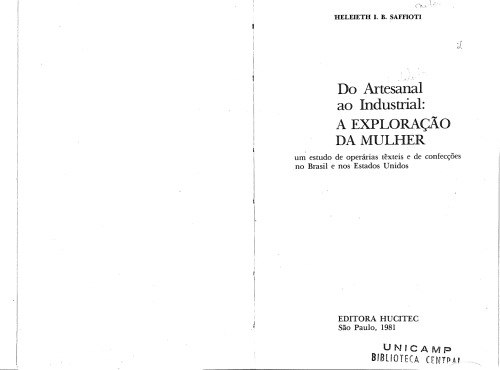 HELEIETH I. B. SAFFIOTI
Do Artesanal
ao Industrial:
A EXPLORAÇÃO
DA MULHER
um estudo de operárias têxteis e de confecções
no Brasil e nos Estados Unidos
EDITORA HUCITEC
São Paulo, 1981
UNICAMP
BIBLIOTECA CENTRAL